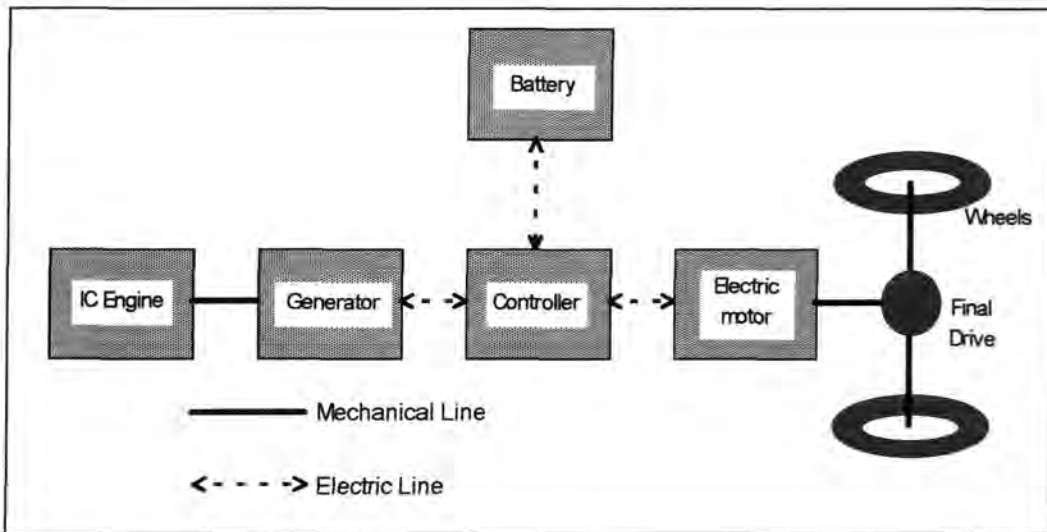 Battery
Wheels
IC Engine
Generator
Controller
Electric
motor
Final
Drive
Mechanical Line
Electric Line